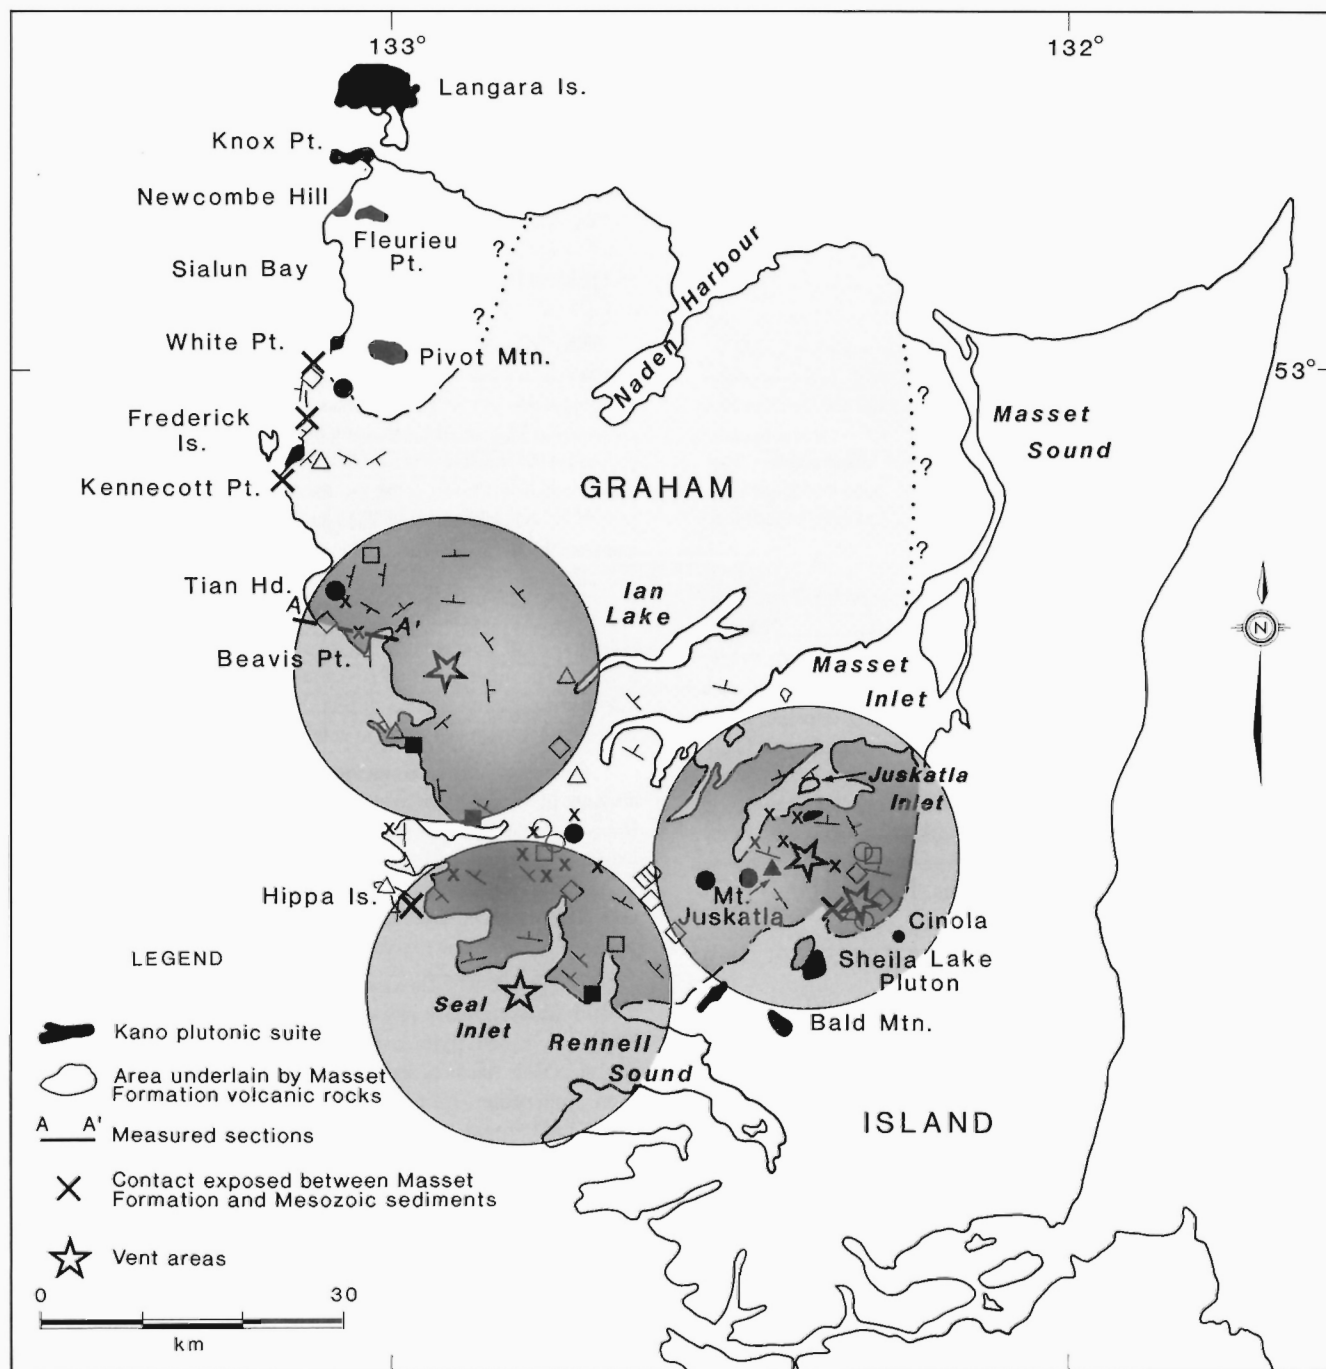 133°
132°
Langara Is.
Knox Pt.
Newcombe Hill
Fleurieu
Pt.
Sialun Bay
?
?
Naden Harbour
White Pt.
Pivot Mtn.
53°
?
Frederick
Is.
Masset
Sound
?
Kennecott Pt.
GRAHAM
?
Tian Hd.
A
A'
Ian
Lake
N
Beavis Pt.
Masset
Inlet
Juskatla
Inlet
Hippa Is.
Mt.
Juskatla
Cinola
Sheila Lake
Pluton
Seal
Inlet
Bald Mtn.
Rennell
Sound
ISLAND
LEGEND
Kano plutonic suite
Area underlain by Masset
Formation volcanic rocks
A A'
Measured sections
Contact exposed between Masset
Formation and Mesozoic sediments
Vent areas
0 30
km